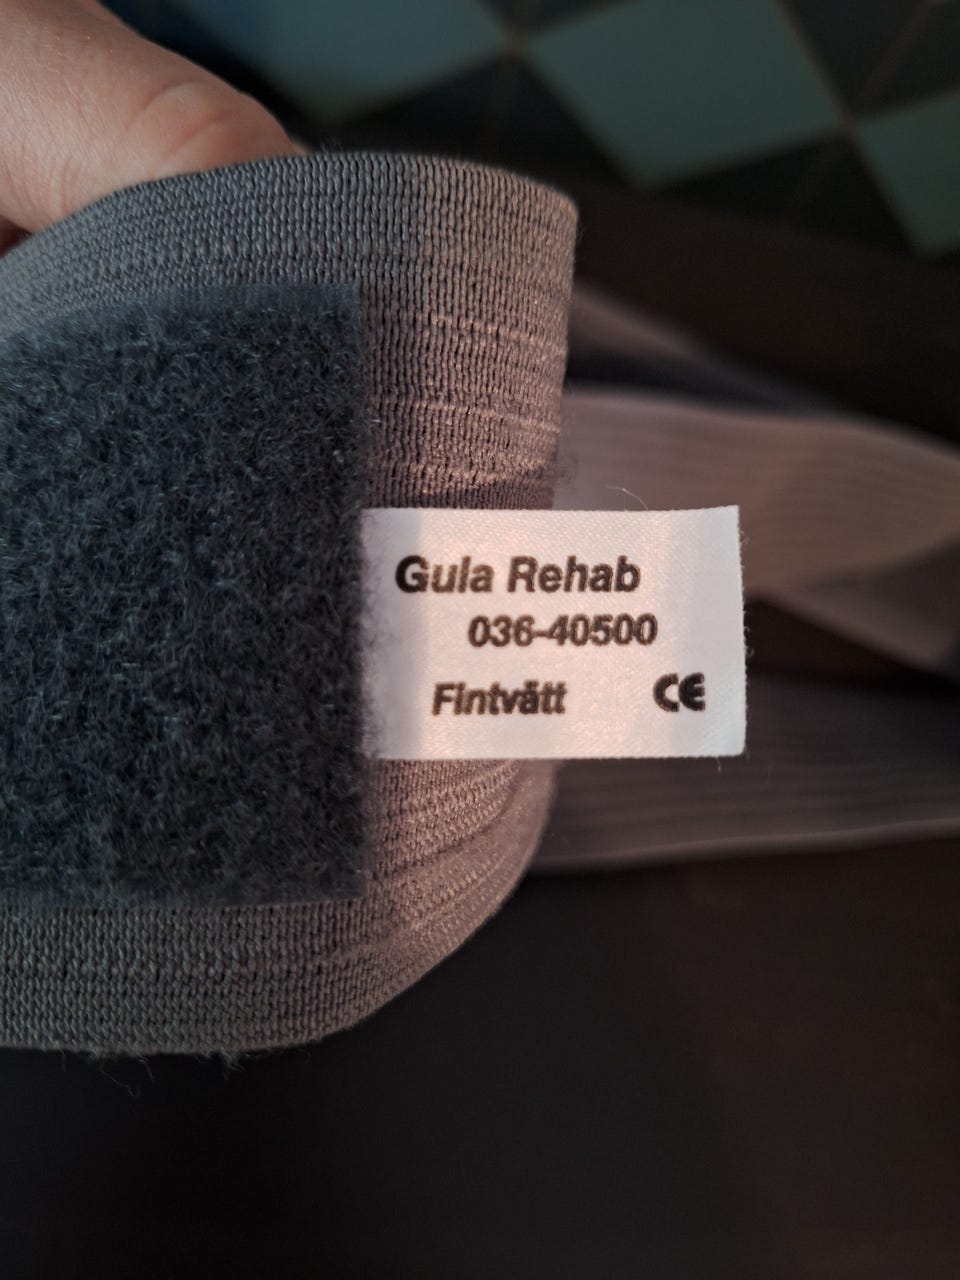 Gula Rehab
036-40500
Fintvätt CE